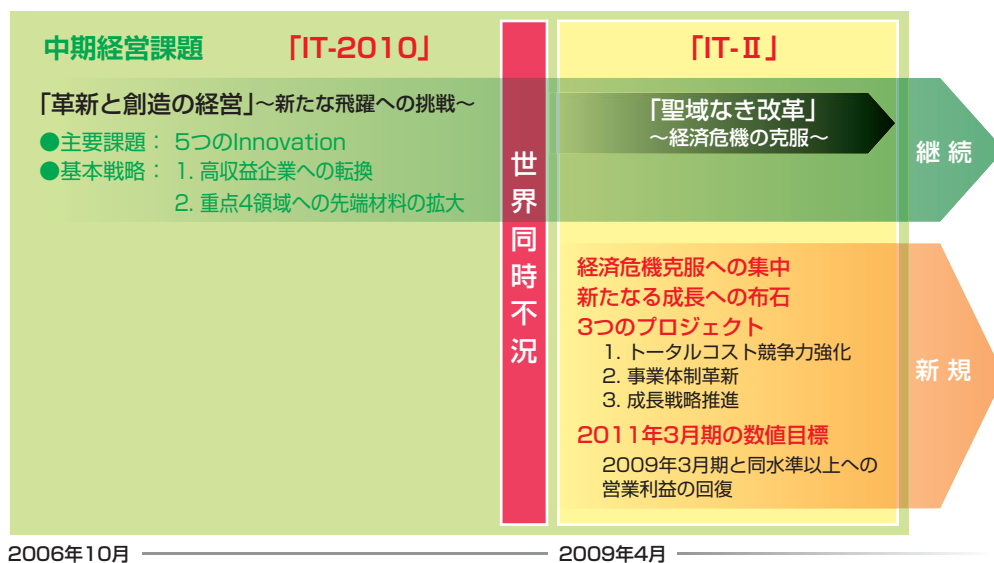 中期経営課題 「IT-2010」
「革新と創造の経営」~新たな飛躍への挑戦~
●主要課題: 5つのInnovation
●基本戦略: 1. 高収益企業への転換
2. 重点4領域への先端材料の拡大
世界同時不況
「IT-Ⅱ」
「聖域なき改革」
~経済危機の克服~
継続
経済危機克服への集中
新たなる成長への布石
3つのプロジェクト
1. トータルコスト競争力強化
2. 事業体制革新
3. 成長戦略推進
2011年3月期の数値目標
2009年3月期と同水準以上への
営業利益の回復
新規
2006年10月
2009年4月